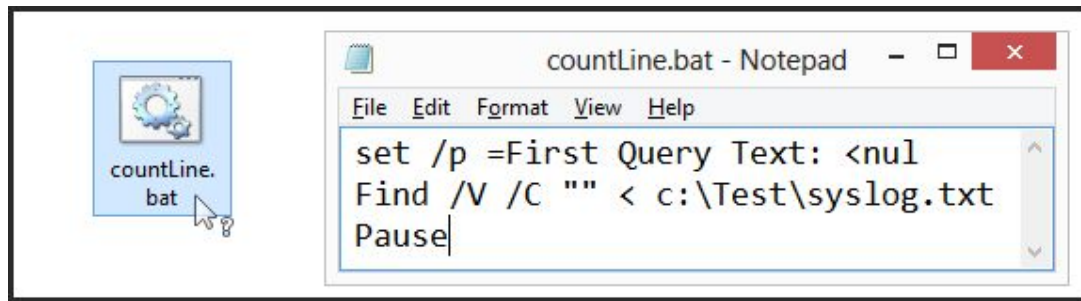 countLine.
bat
countLine.bat - Notepad
File Edit Format View Help
set /p =First Query Text: <nul
Find /V /C "" < c:\Test\syslog.txt
Pause